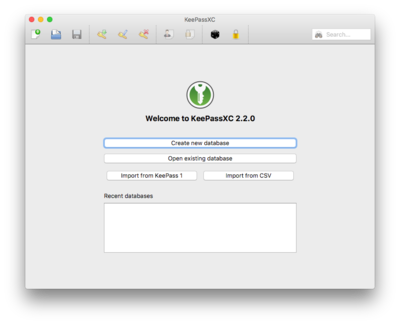 KeePassXC
Search...
Welcome to KeePassXC 2.2.0
Create new database
Open existing database
Import from KeePass 1
Import from CSV
Recent databases